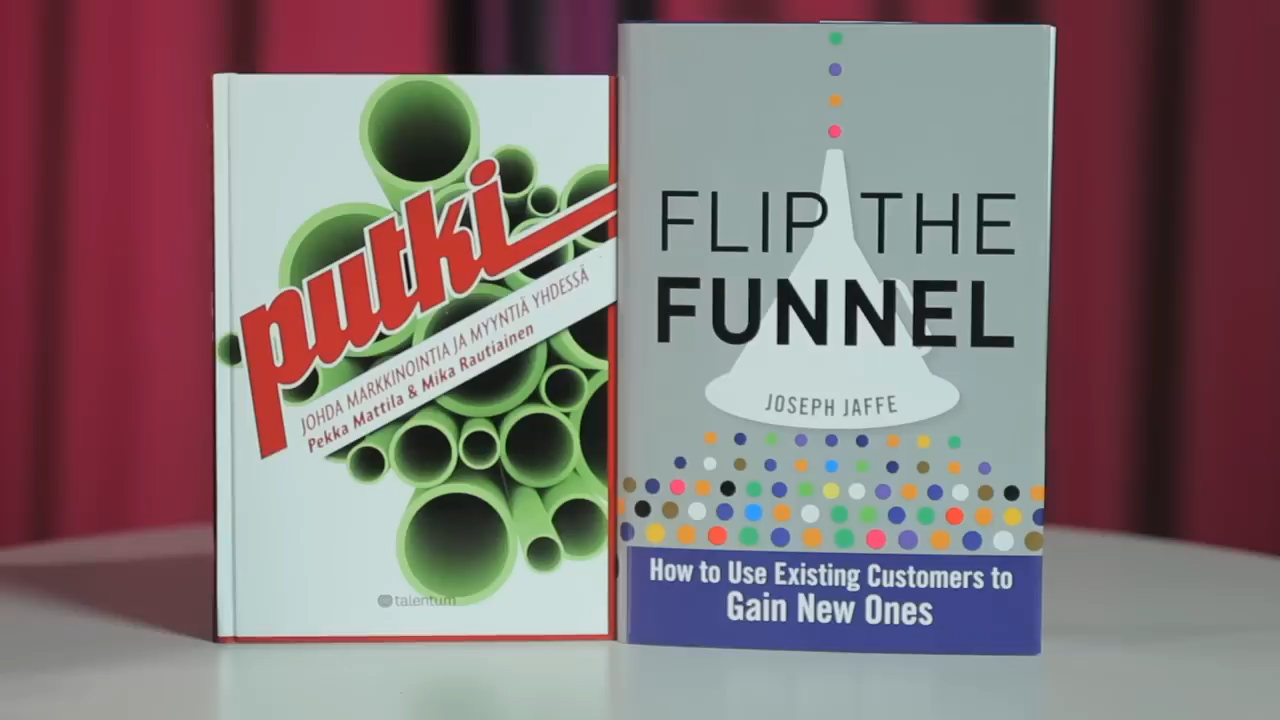 putki
JOHDA MARKKINOINTIA JA MYYNTIÄ YHDESSÄ
Pekka Mattila & Mika Rautiainen
talentum
FLIP THE
FUNNEL
JOSEPH JAFFE
How to Use Existing Customers to
Gain New Ones